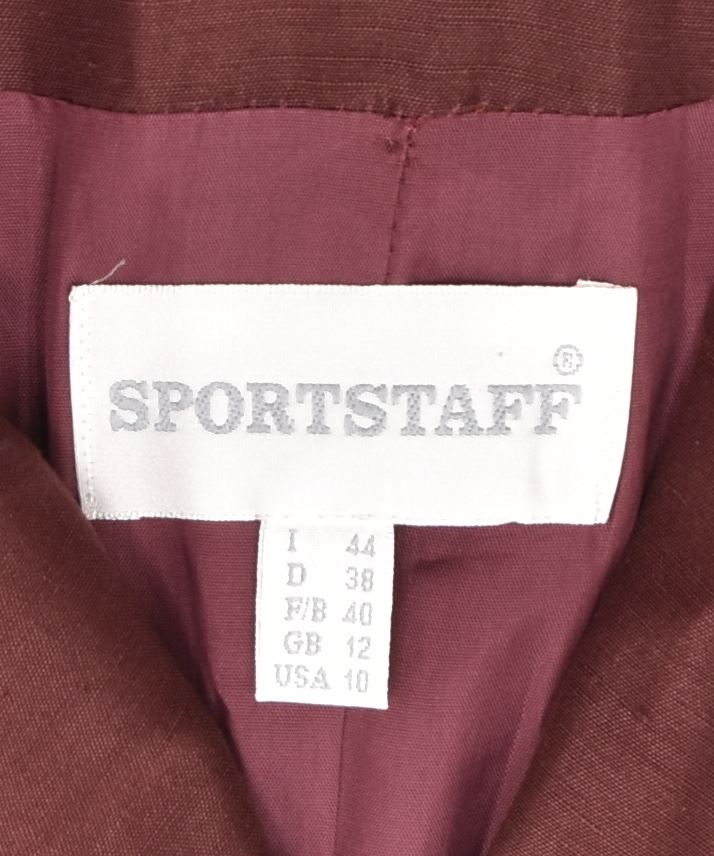 ®
SPORTSTAFF
I 44
D 38
F/B 40
GB 12
USA 10